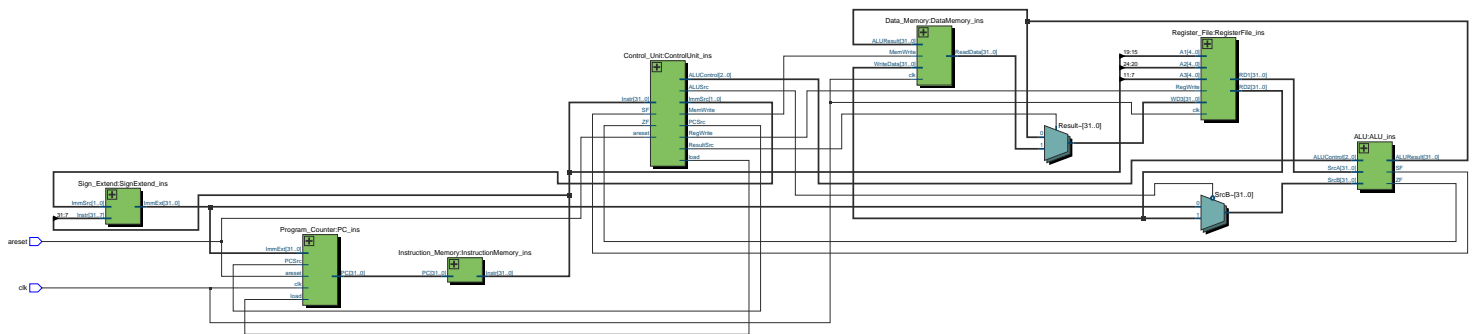 Data_Memory:DataMemory_ins
ALUResult[31..0]
MemWrite
WriteData[31..0]
clk
ReadData[31..0]
Register_File:RegisterFile_ins
19:15
24:20
11:7
A1[4..0]
A2[4..0]
A3[4..0]
RegWrite
WD3[31..0]
clk
RD1[31..0]
RD2[31..0]
Control_Unit:ControlUnit_ins
Instr[31..0]
SF
ZF
areset
ALUControl[2..0]
ALUSrc
ImmSrc[1..0]
MemWrite
PCSrc
RegWrite
ResultSrc
load
Result~[31..0]
0
1
ALU:ALU_ins
ALUControl[2..0]
SrcA[31..0]
SrcB[31..0]
ALUResult[31..0]
SF
ZF
Sign_Extend:SignExtend_ins
ImmSrc[1..0]
31:7
Instr[31..7]
ImmExt[31..0]
SrcB~[31..0]
0
1
areset
clk
Program_Counter:PC_ins
ImmExt[31..0]
PCSrc
areset
clk
load
PC[31..0]
Instruction_Memory:InstructionMemory_ins
PC[31..0]
Instr[31..0]